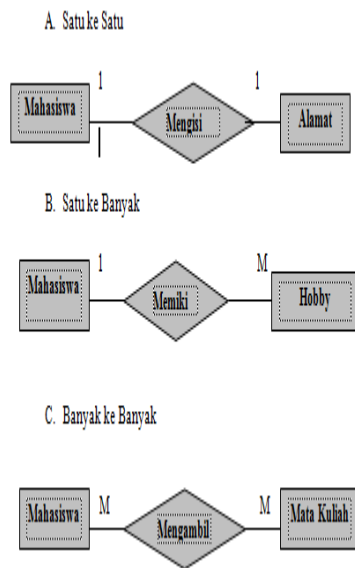 A. Satu ke Satu
1 1
Mahasiswa Mengisi Alamat
B. Satu ke Banyak
1 M
Mahasiswa Memiki Hobby
C. Banyak ke Banyak
Mahasiswa M Mengambil M Mata Kuliah